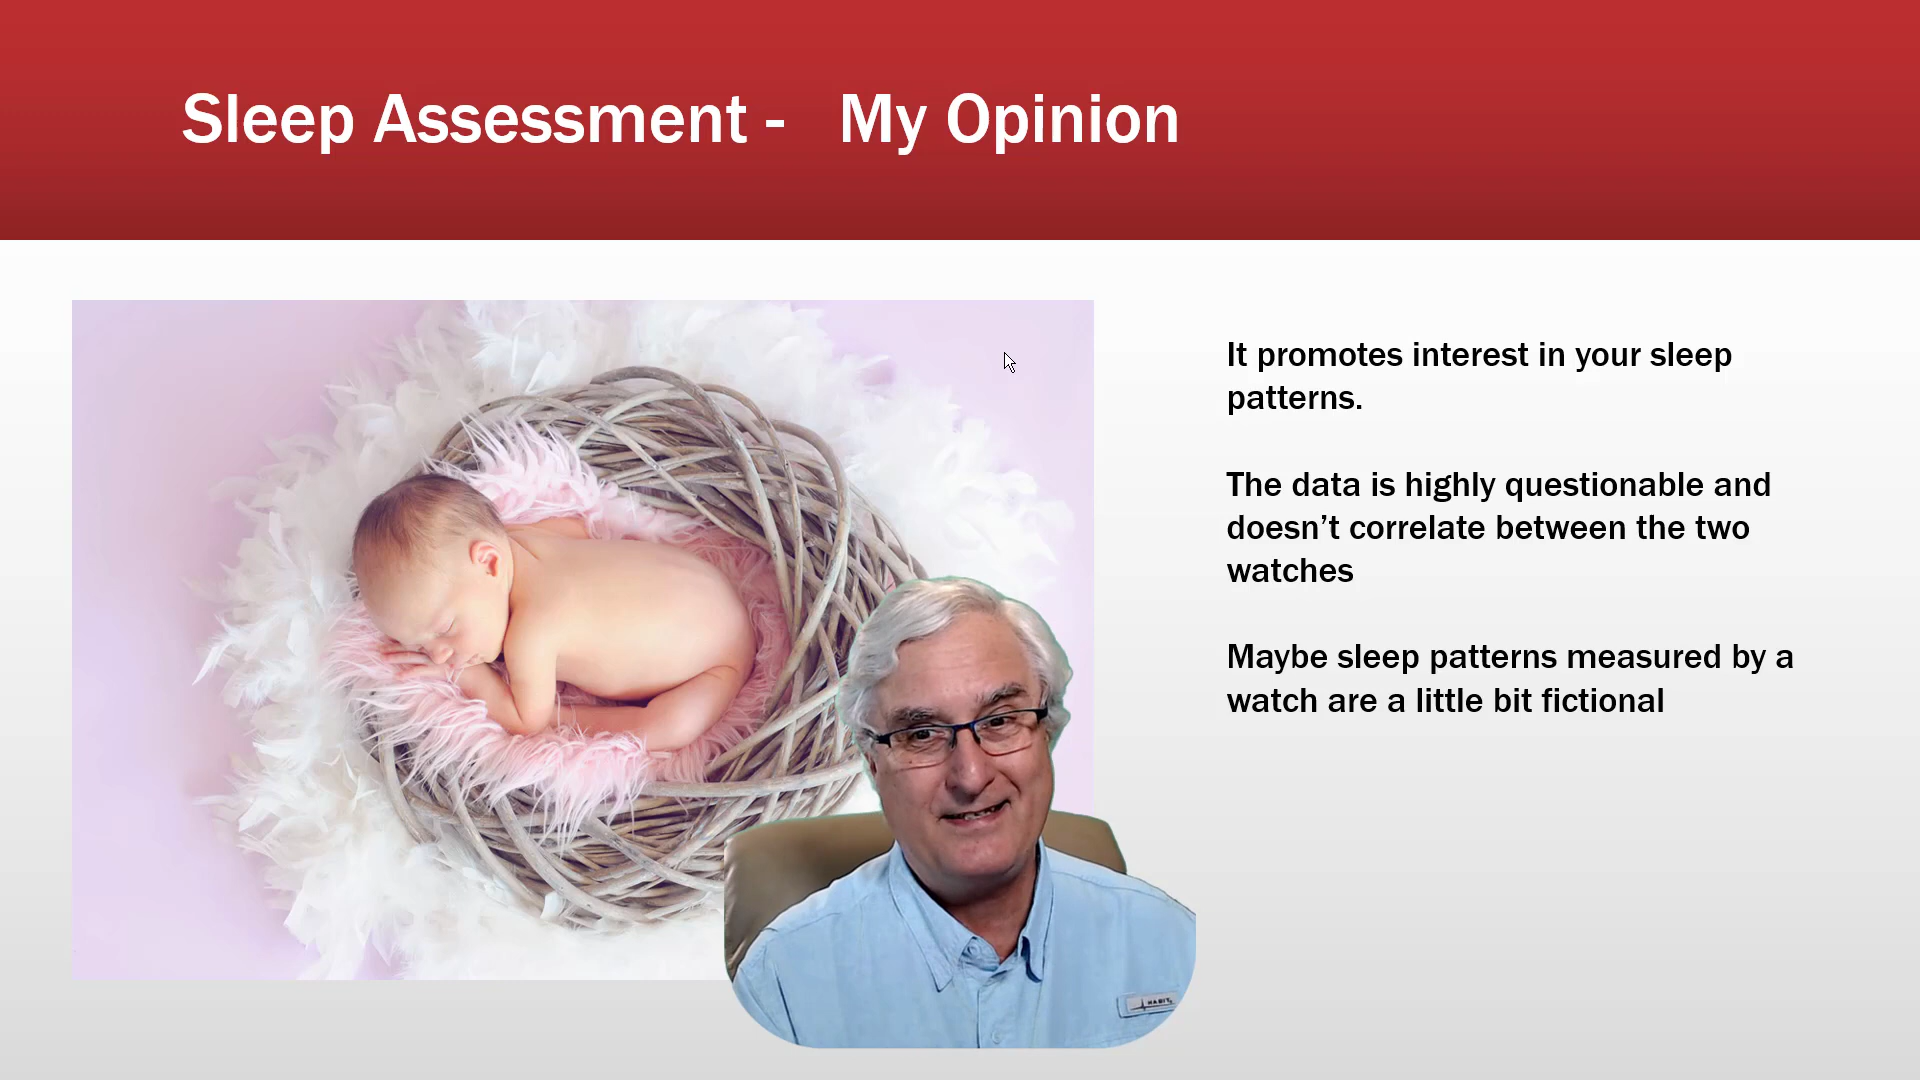 Sleep Assessment - My Opinion
It promotes interest in your sleep
patterns.
The data is highly questionable and
doesn’t correlate between the two
watches
Maybe sleep patterns measured by a
watch are a little bit fictional
HABIT